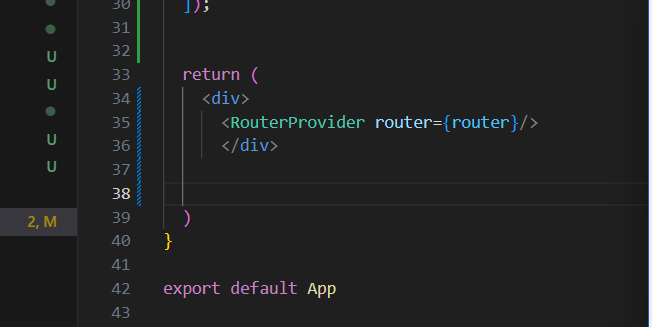 30 ]);
31
U 32
33 return (
U 34 <div>
35 <RouterProvider router={router}/>
U 36 </div>
U 37
38
2, M 39 )
40 }
41
42 export default App
43